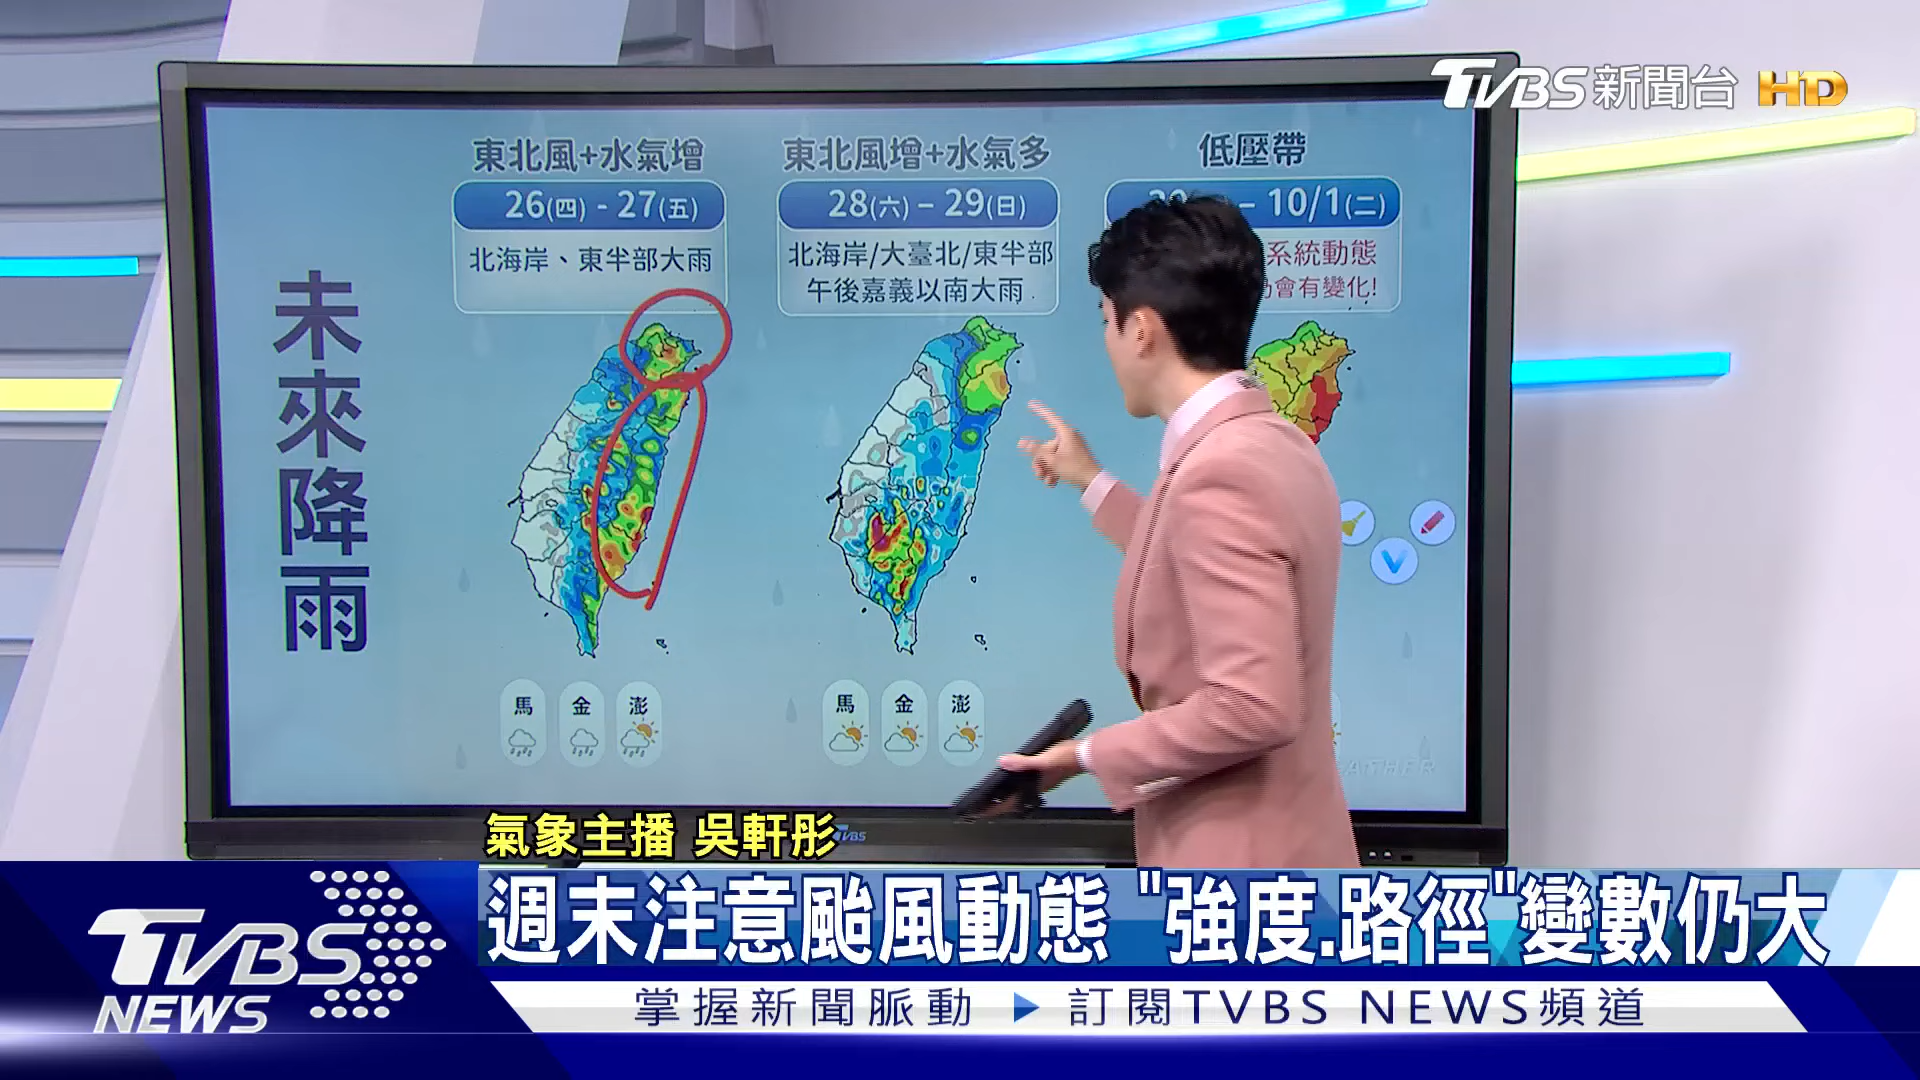 TVBS新聞台 HD
未來降雨
東北風+水氣增
26(四) - 27(五)
北海岸、東半部大雨
馬 金 澎
東北風增+水氣多
28(六) – 29(日)
北海岸/大臺北/東半部
午後嘉義以南大雨
馬 金 澎
低壓帶
– 10/1(二)
系統動態
會有變化!
TVBS
氣象主播 吳軒彤
週末注意颱風動態 "強度.路徑"變數仍大
TVBS NEWS
掌握新聞脈動 ▶ 訂閱TVBS NEWS頻道